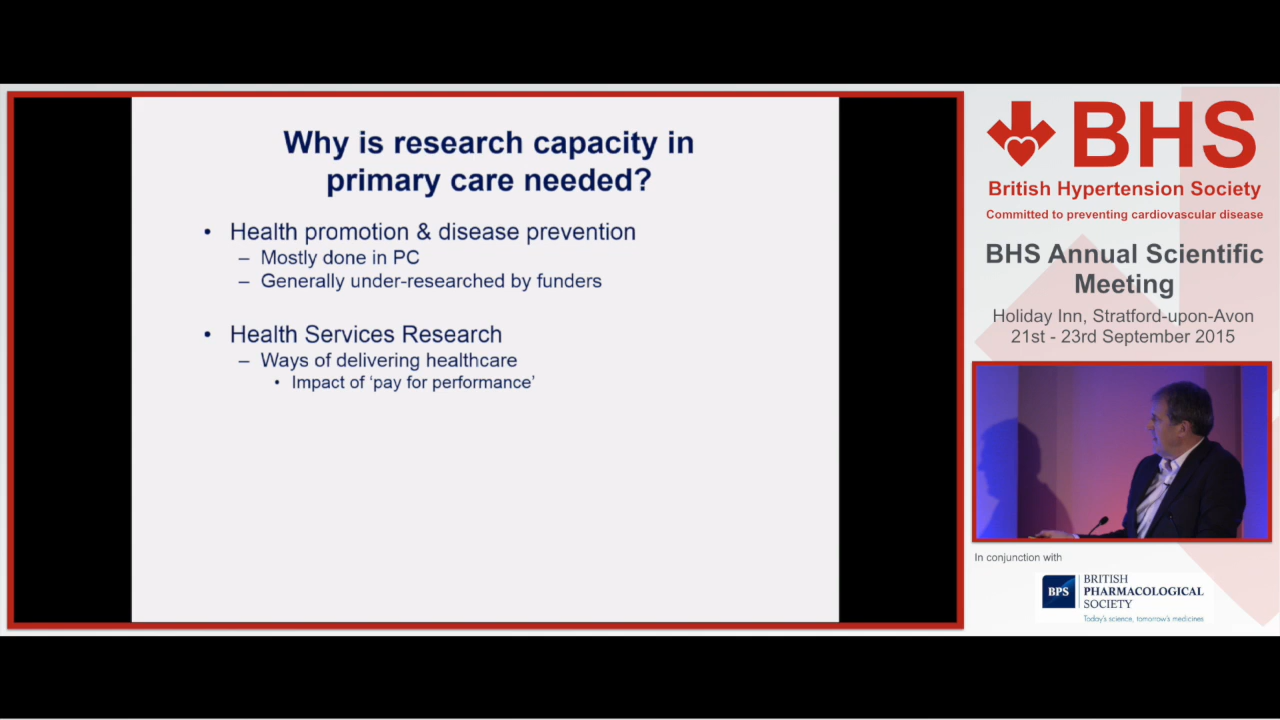 Why is research capacity in
primary care needed?
• Health promotion & disease prevention
– Mostly done in PC
– Generally under-researched by funders
• Health Services Research
– Ways of delivering healthcare
• Impact of ‘pay for performance’
BHS
British Hypertension Society
Committed to preventing cardiovascular disease
BHS Annual Scientific
Meeting
Holiday Inn, Stratford-upon-Avon
21st - 23rd September 2015
In conjunction with
BPS
BRITISH
PHARMACOLOGICAL
SOCIETY
Today's science, tomorrow's medicines